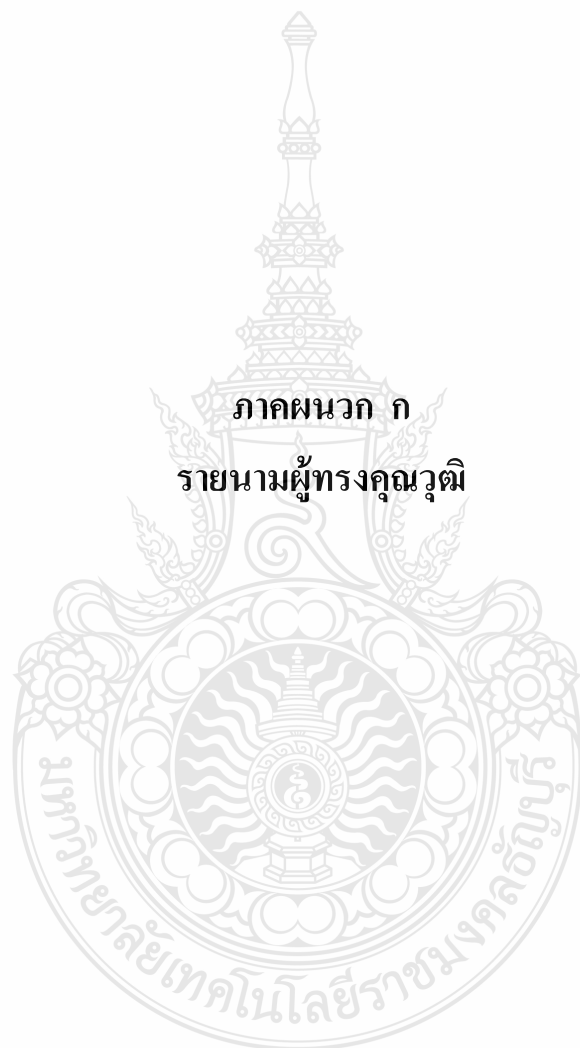 ภาคผนวก ก
รายนามผู้ทรงคุณวุฒิ
มหาวิทยาลัยเทคโนโลยีราชมงคลธัญบุรี